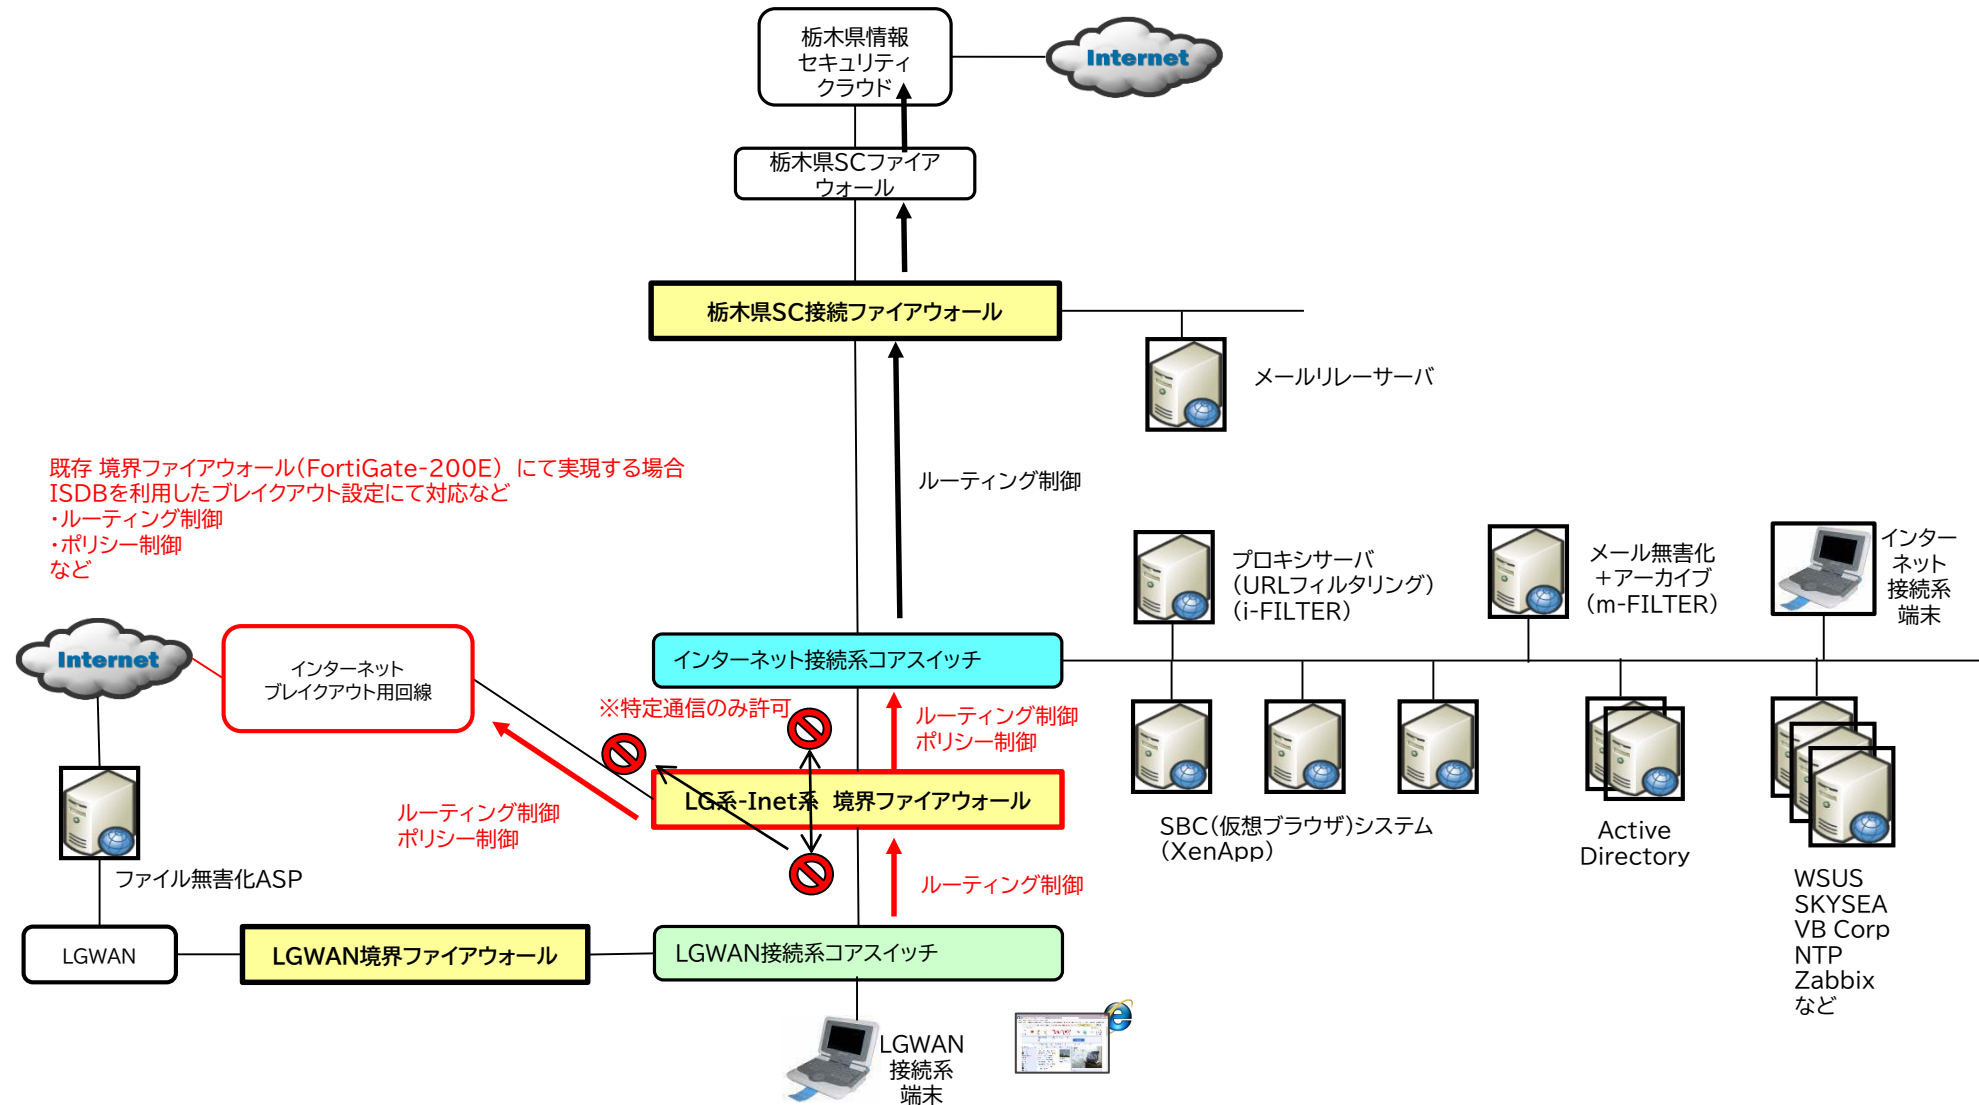 栃木県情報
セキュリティ
クラウド
Internet
栃木県SCファイア
ウォール
栃木県SC接続ファイアウォール
メールリレーサーバ
既存 境界ファイアウォール（FortiGate-200E）にて実現する場合
ISDBを利用したブレイクアウト設定にて対応など
・ルーティング制御
・ポリシー制御
など
ルーティング制御
プロキシサーバ
（URLフィルタリング）
（i-FILTER）
メール無害化
＋アーカイブ
（m-FILTER）
インター
ネット
接続系
端末
Internet
インターネット
ブレイクアウト用回線
インターネット接続系コアスイッチ
※特定通信のみ許可
ルーティング制御
ポリシー制御
LG系-Inet系 境界ファイアウォール
ルーティング制御
ポリシー制御
SBC（仮想ブラウザ）システム
（XenApp）
Active
Directory
ファイル無害化ASP
ルーティング制御
WSUS
SKYSEA
VB Corp
NTP
Zabbix
など
LGWAN
LGWAN境界ファイアウォール
LGWAN接続系コアスイッチ
LGWAN
接続系
端末